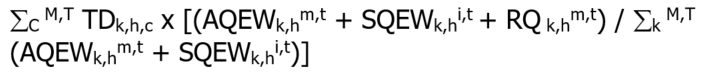 ∑C ᴹ,ᵀ TDk,h,c x [(AQEWk,hᵐ,ᵗ + SQEWk,hⁱ,ᵗ + RQ k,hᵐ,ᵗ) / ∑k ᴹ,ᵀ
(AQEWk,hᵐ,ᵗ + SQEWk,hⁱ,ᵗ)]